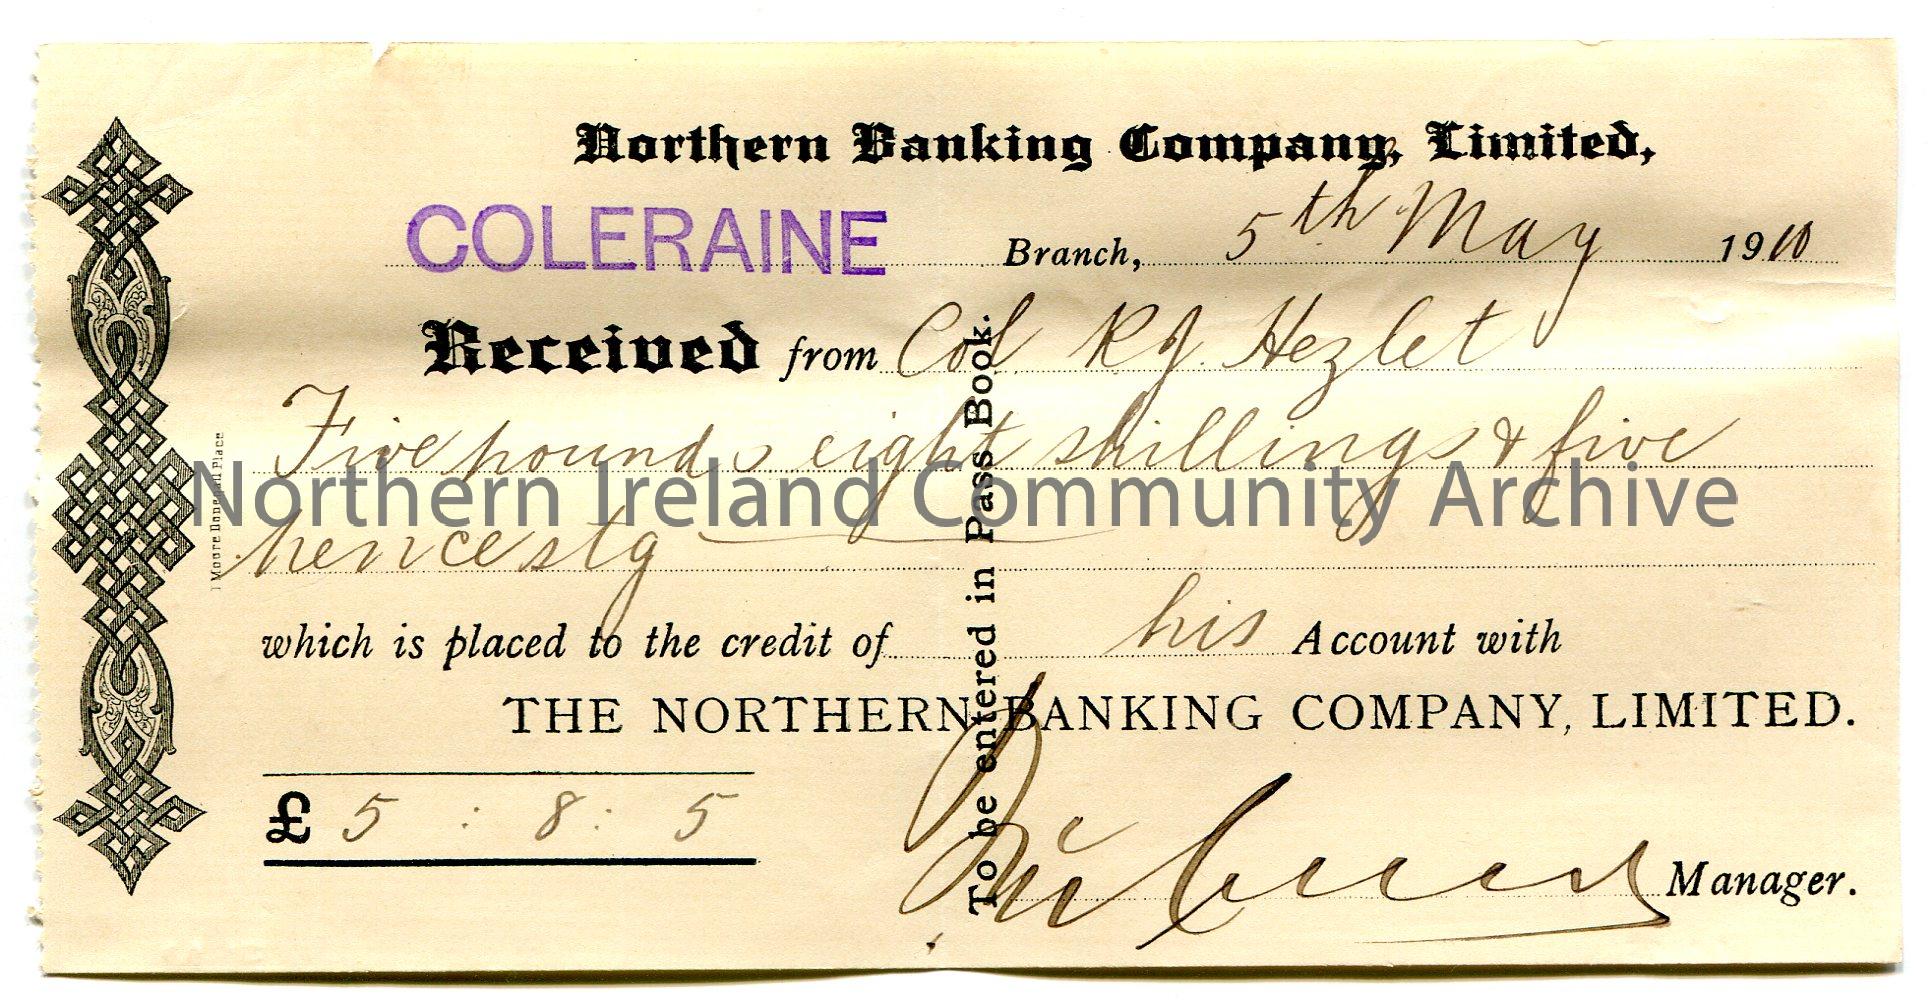 Northern Banking Company, Limited,
COLERAINE Branch, 5th May 1910
Received from Col RJ. Hezlet
Five pounds eight shillings & five
pence stg
which is placed to the credit of his Account with
THE NORTHERN BANKING COMPANY, LIMITED.
£ 5 : 8 : 5
Manager.
To be entered in Pass Book.
Northern Ireland Community Archive